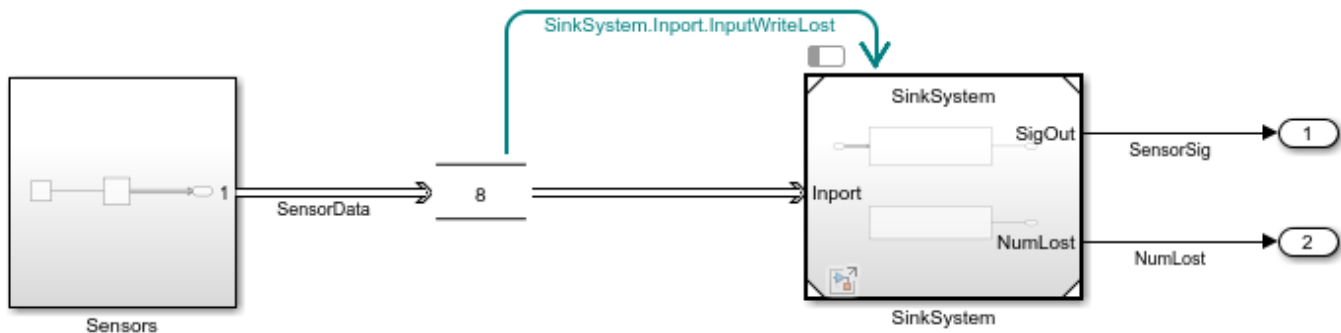 SinkSystem.Inport.InputWriteLost
SinkSystem
SigOut
1
SensorSig
1
8
Inport
SensorData
NumLost
2
NumLost
Sensors
SinkSystem